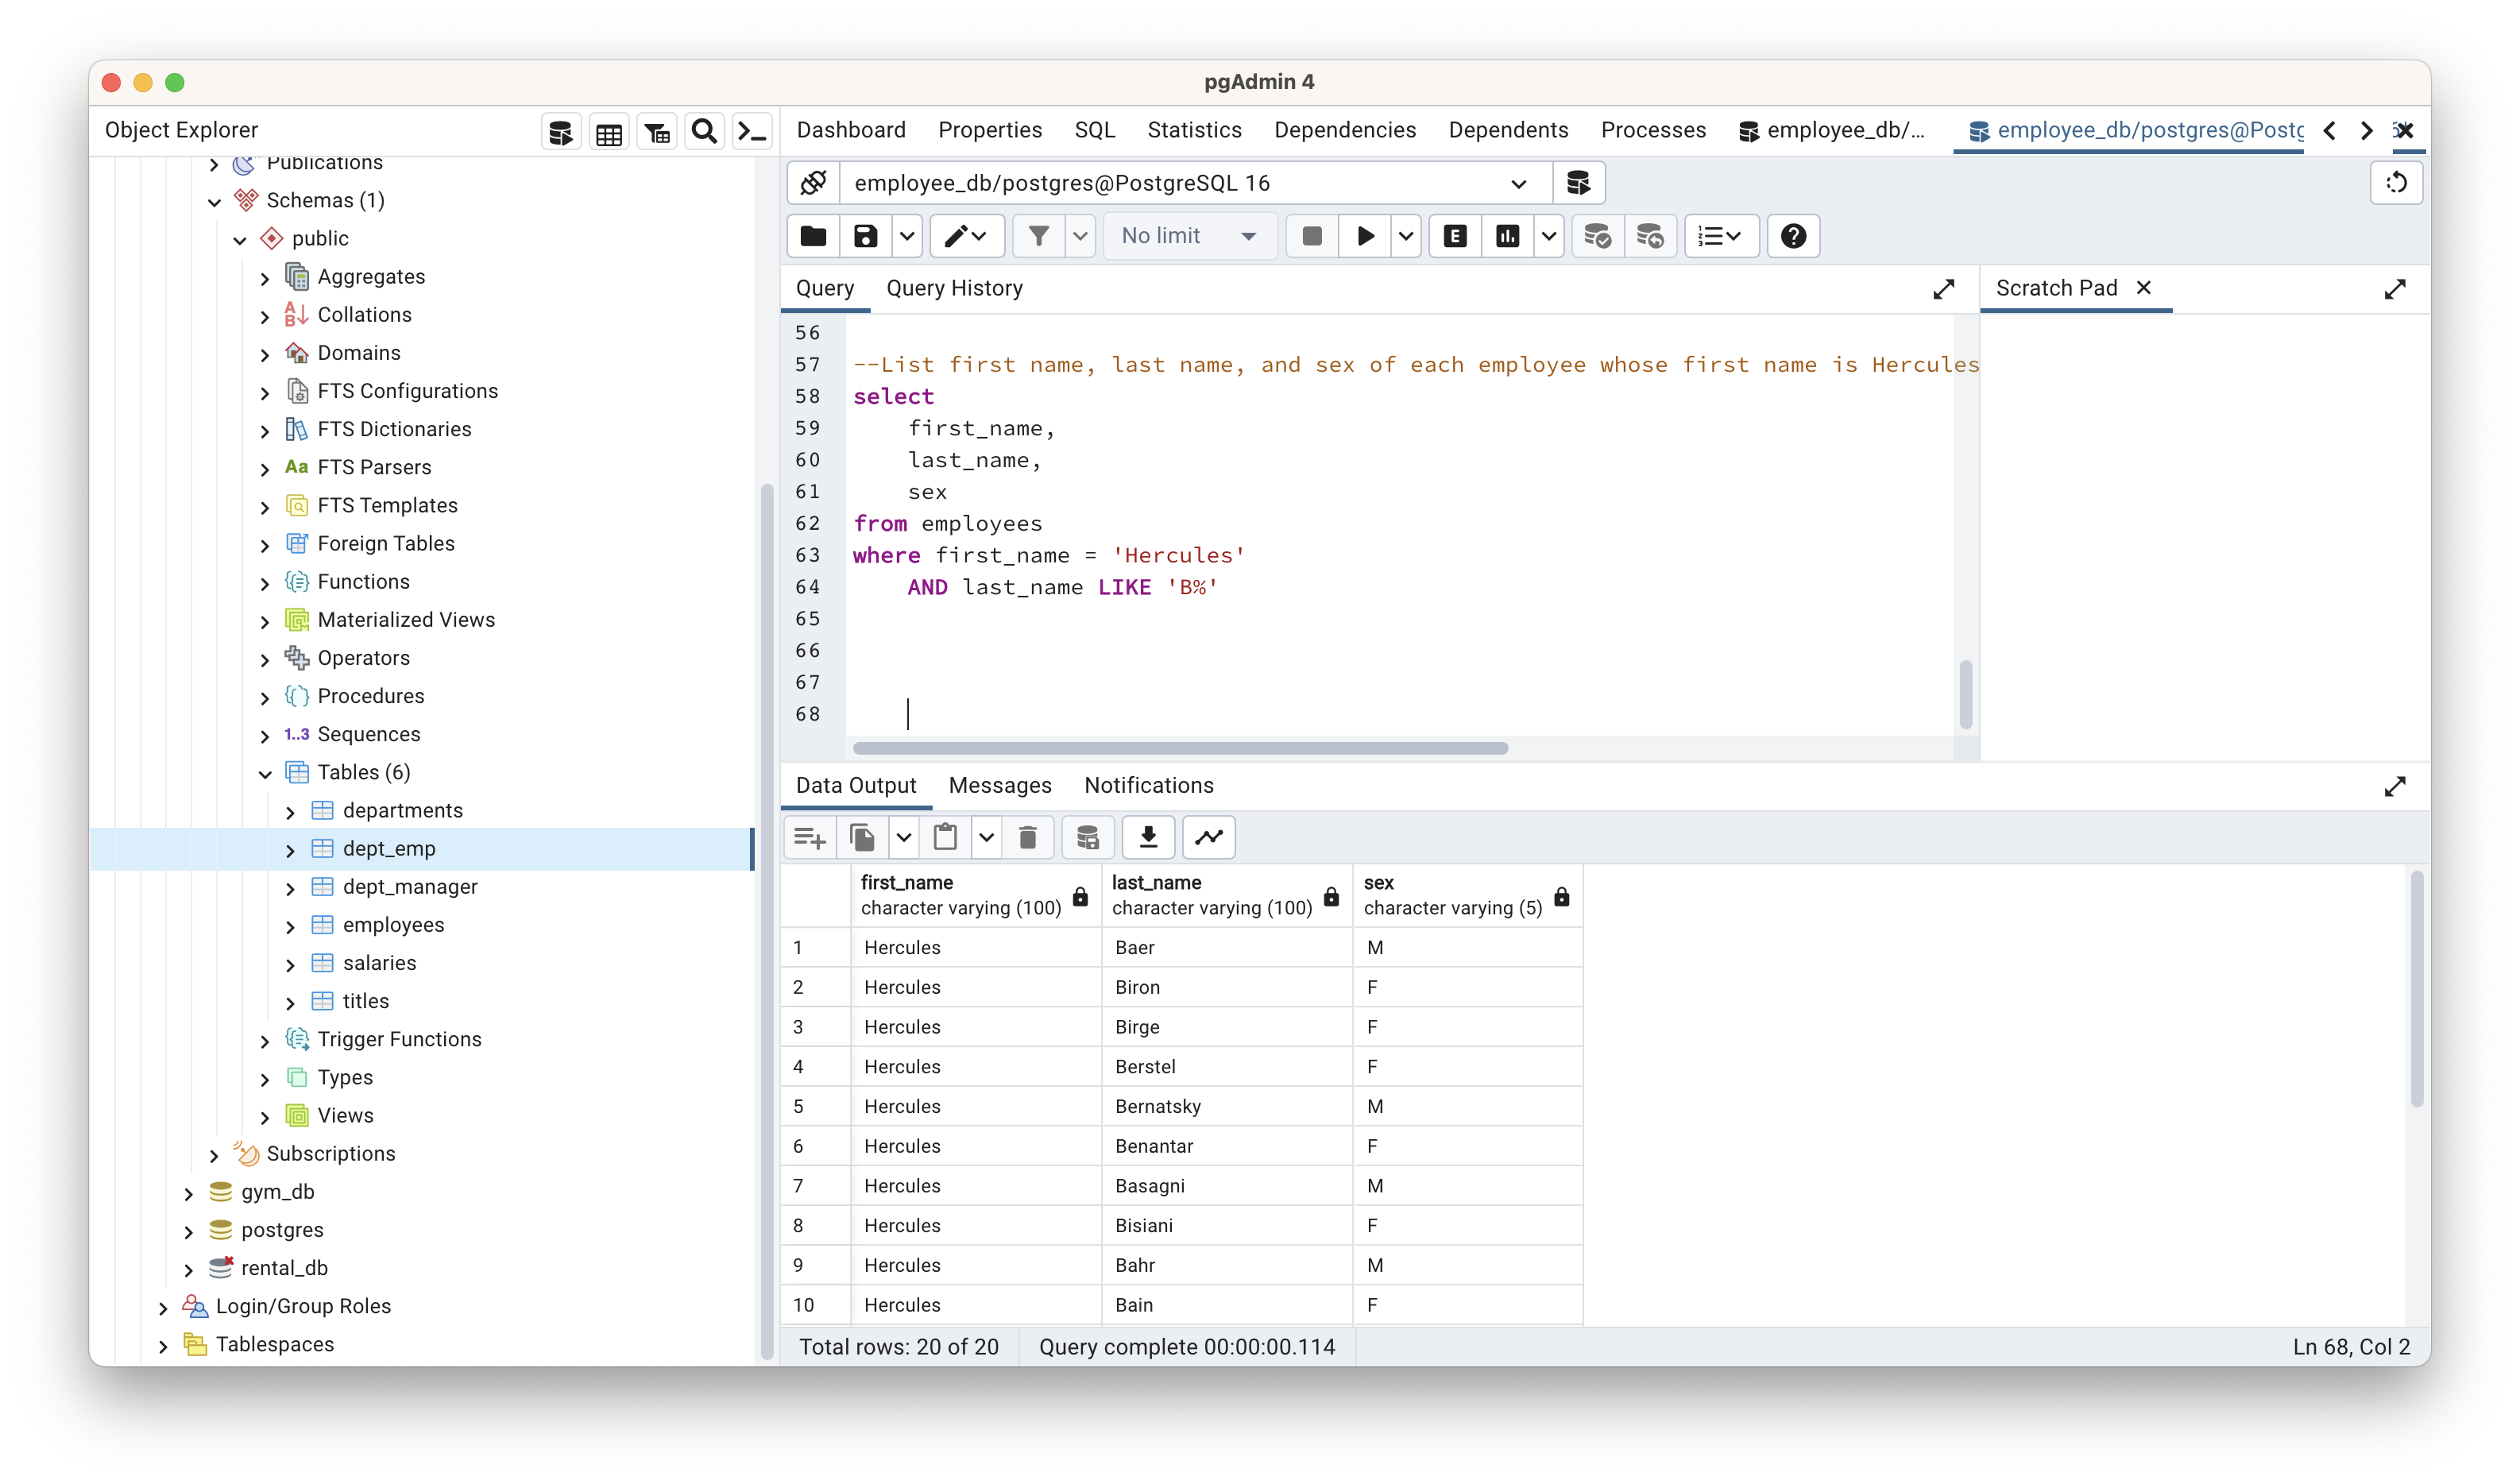 pgAdmin 4
Object Explorer
Dashboard Properties SQL Statistics Dependencies Dependents Processes employee_db/... employee_db/postgres@Postg
Publications
Schemas (1)
public
Aggregates
Collations
Domains
FTS Configurations
FTS Dictionaries
Aa FTS Parsers
FTS Templates
Foreign Tables
Functions
Materialized Views
Operators
Procedures
1..3 Sequences
Tables (6)
departments
dept_emp
dept_manager
employees
salaries
titles
Trigger Functions
Types
Views
Subscriptions
gym_db
postgres
rental_db
Login/Group Roles
Tablespaces
employee_db/postgres@PostgreSQL 16
No limit
Query Query History
Scratch Pad
56
57 --List first name, last name, and sex of each employee whose first name is Hercules
58 select
59 first_name,
60 last_name,
61 sex
62 from employees
63 where first_name = 'Hercules'
64 AND last_name LIKE 'B%'
65
66
67
68
Data Output Messages Notifications
first_name last_name sex
character varying (100) character varying (100) character varying (5)
1 Hercules Baer M
2 Hercules Biron F
3 Hercules Birge F
4 Hercules Berstel F
5 Hercules Bernatsky M
6 Hercules Benantar F
7 Hercules Basagni M
8 Hercules Bisiani F
9 Hercules Bahr M
10 Hercules Bain F
Total rows: 20 of 20 Query complete 00:00:00.114 Ln 68, Col 2